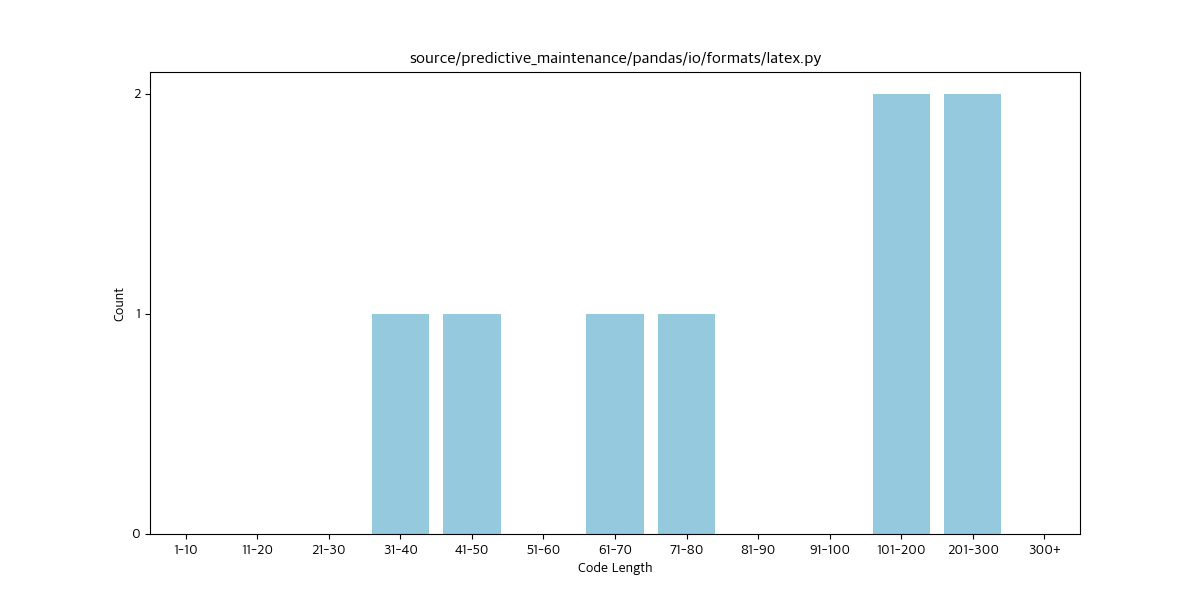 source/predictive_maintenance/pandas/io/formats/latex.py
2
1
0
Count
1-10 11-20 21-30 31-40 41-50 51-60 61-70 71-80 81-90 91-100 101-200 201-300 300+
Code Length